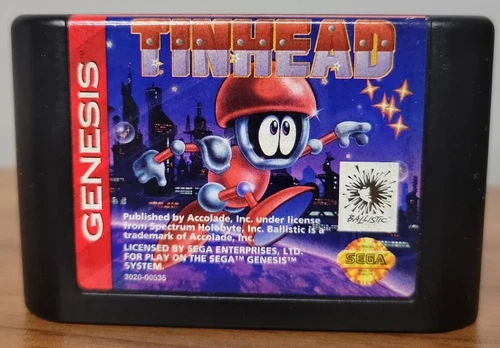 TINHEAD
GENESIS™
BALLISTIC
Published by Accolade, Inc. under license
from Spectrum Holobyte, Inc. Ballistic is a
trademark of Accolade, Inc.
LICENSED BY SEGA ENTERPRISES, LTD.
FOR PLAY ON THE SEGA™ GENESIS™
SYSTEM.
3020-00535
SEGA